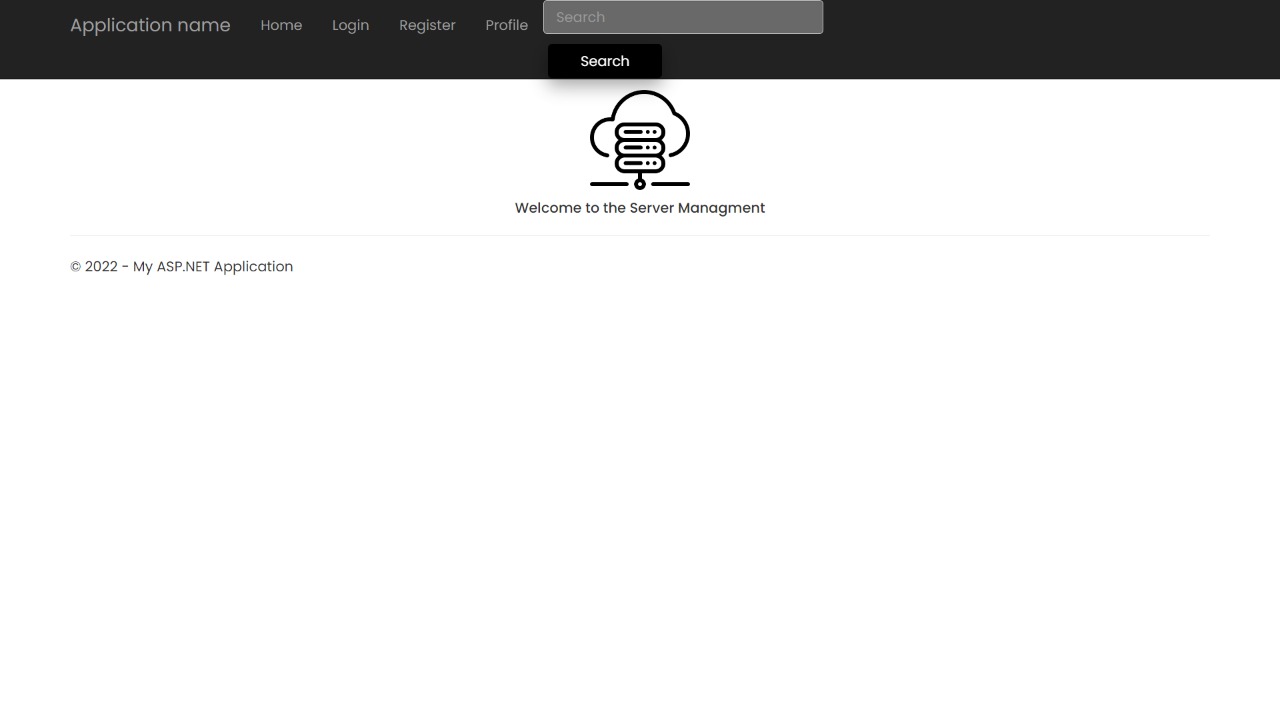 Application name Home Login Register Profile Search
Search
Welcome to the Server Managment
© 2022 - My ASP.NET Application